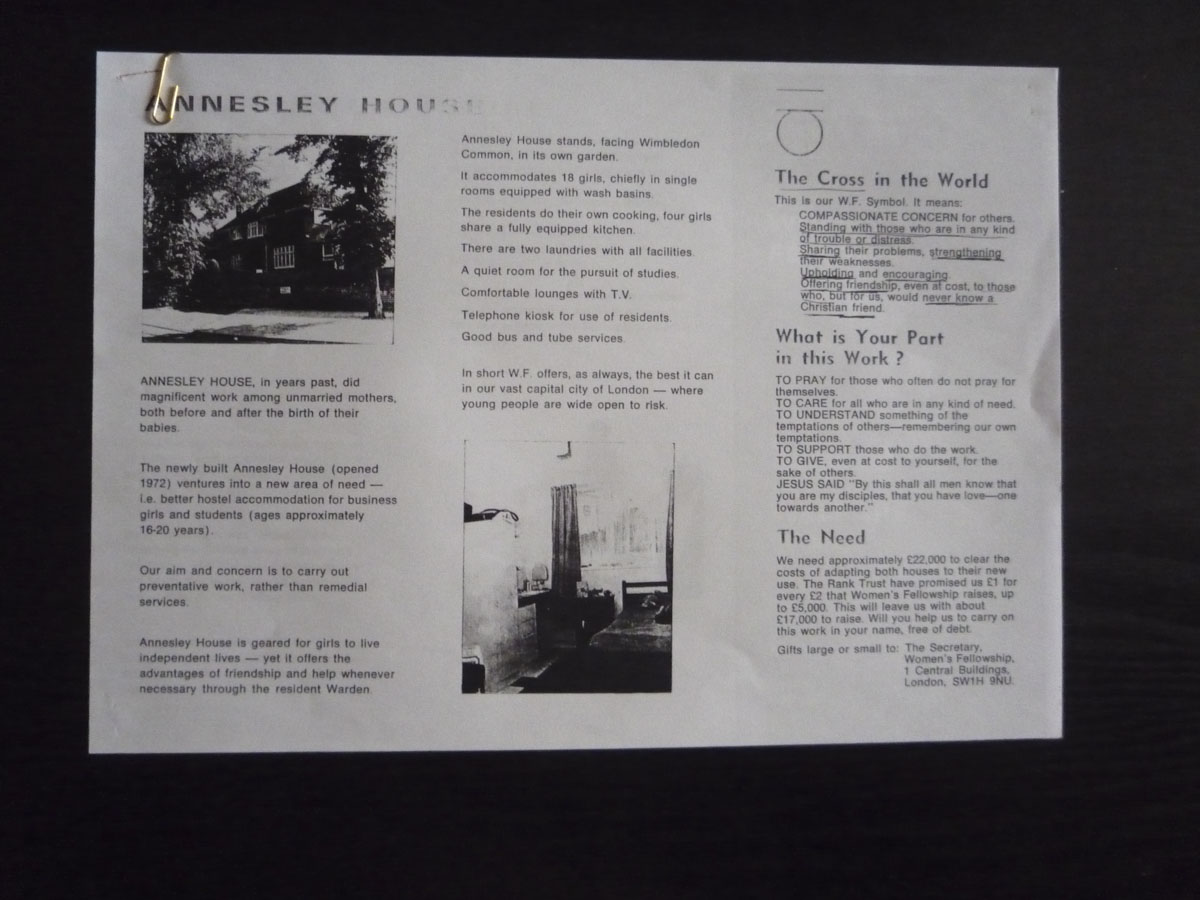 ANNESLEY HOUSE
ANNESLEY HOUSE, in years past, did
magnificent work among unmarried mothers,
both before and after the birth of their
babies.
The newly built Annesley House (opened
1972) ventures into a new area of need —
i.e. better hostel accommodation for business
girls and students (ages approximately
16-20 years).
Our aim and concern is to carry out
preventative work, rather than remedial
services.
Annesley House is geared for girls to live
independent lives — yet it offers the
advantages of friendship and help whenever
necessary through the resident Warden.
Annesley House stands, facing Wimbledon
Common, in its own garden.
It accommodates 18 girls, chiefly in single
rooms equipped with wash basins.
The residents do their own cooking, four girls
share a fully equipped kitchen.
There are two laundries with all facilities.
A quiet room for the pursuit of studies.
Comfortable lounges with T.V.
Telephone kiosk for use of residents.
Good bus and tube services.
In short W.F. offers, as always, the best it can
in our vast capital city of London — where
young people are wide open to risk.
The Cross in the World
This is our W.F. Symbol. It means:
COMPASSIONATE CONCERN for others.
Standing with those who are in any kind
of trouble or distress.
Sharing their problems, strengthening
their weaknesses.
Upholding and encouraging.
Offering friendship, even at cost, to those
who, but for us, would never know a
Christian friend.
What is Your Part
in this Work ?
TO PRAY for those who often do not pray for
themselves.
TO CARE for all who are in any kind of need.
TO UNDERSTAND something of the
temptations of others—remembering our own
temptations.
TO SUPPORT those who do the work.
TO GIVE, even at cost to yourself, for the
sake of others.
JESUS SAID "By this shall all men know that
you are my disciples, that you have love—one
towards another."
The Need
We need approximately £22,000 to clear the
costs of adapting both houses to their new
use. The Rank Trust have promised us £1 for
every £2 that Women's Fellowship raises, up
to £5,000. This will leave us with about
£17,000 to raise. Will you help us to carry on
this work in your name, free of debt.
Gifts large or small to: The Secretary,
Women's Fellowship,
1 Central Buildings,
London, SW1H 9NU.